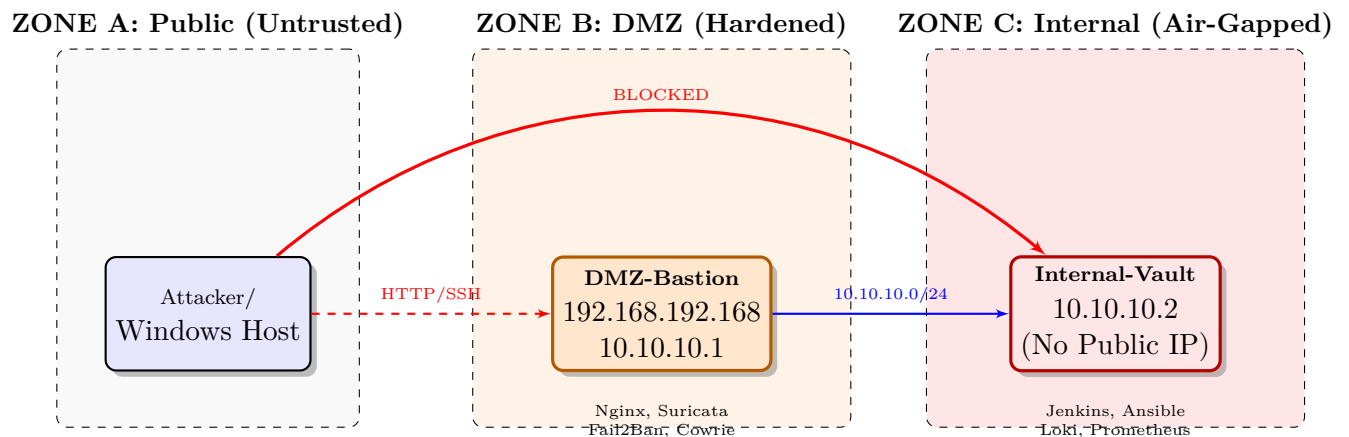 ZONE A: Public (Untrusted)
ZONE B: DMZ (Hardened)
ZONE C: Internal (Air-Gapped)
BLOCKED
Attacker/
Windows Host
HTTP/SSH
DMZ-Bastion
192.168.192.168
10.10.10.1
10.10.10.0/24
Internal-Vault
10.10.10.2
(No Public IP)
Nginx, Suricata
Fail2Ban, Cowrie
Jenkins, Ansible
Loki, Prometheus